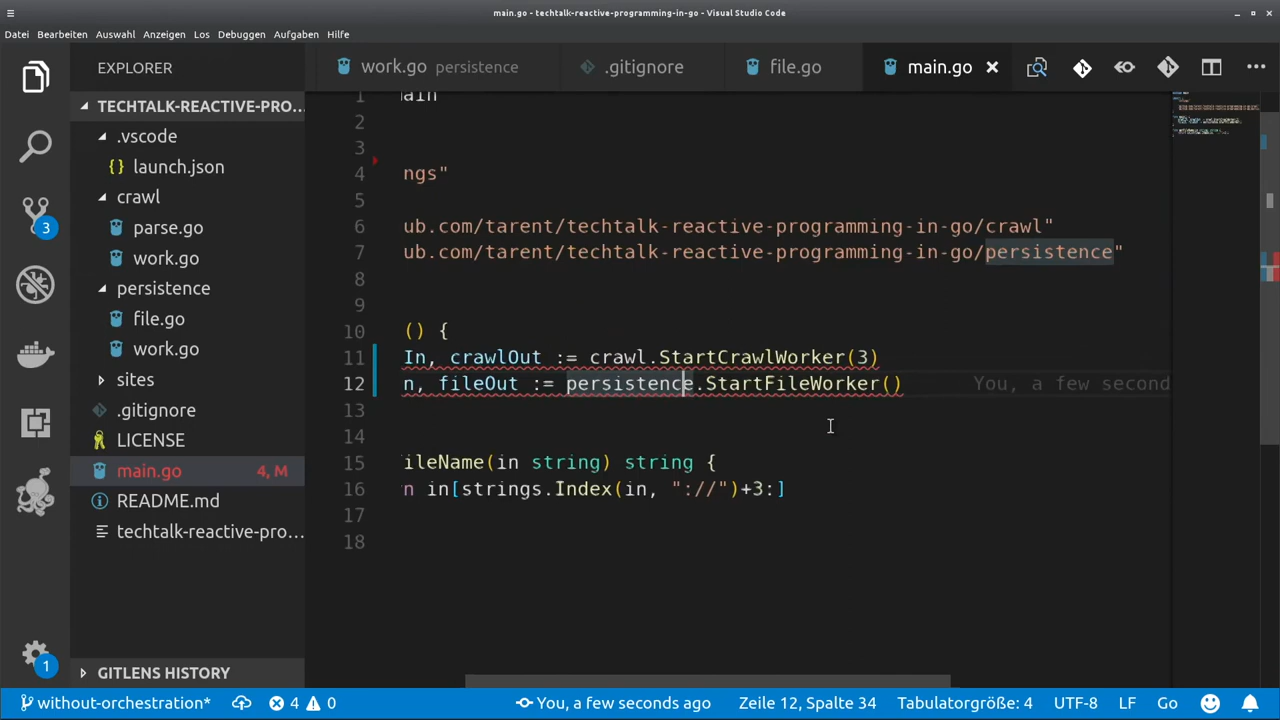 main.go - techtalk-reactive-programming-in-go - Visual Studio Code
Datei Bearbeiten Auswahl Anzeigen Los Debuggen Aufgaben Hilfe
EXPLORER
work.go persistence .gitignore file.go main.go
TECHTALK-REACTIVE-PRO...
.vscode
launch.json
crawl
parse.go
work.go
persistence
file.go
work.go
sites
.gitignore
LICENSE
main.go 4, M
README.md
techtalk-reactive-pro...
GITLENS HISTORY
3
1
1 main
2
3
4 ngs"
5
6 ub.com/tarent/techtalk-reactive-programming-in-go/crawl"
7 ub.com/tarent/techtalk-reactive-programming-in-go/persistence"
8
9
10 () {
11 In, crawlOut := crawl.StartCrawlWorker(3)
12 n, fileOut := persistence.StartFileWorker() You, a few second
13
14
15 ileName(in string) string {
16 n in[strings.Index(in, "://")+3:]
17
18
without-orchestration* 4 0 You, a few seconds ago Zeile 12, Spalte 34 Tabulatorgröße: 4 UTF-8 LF Go